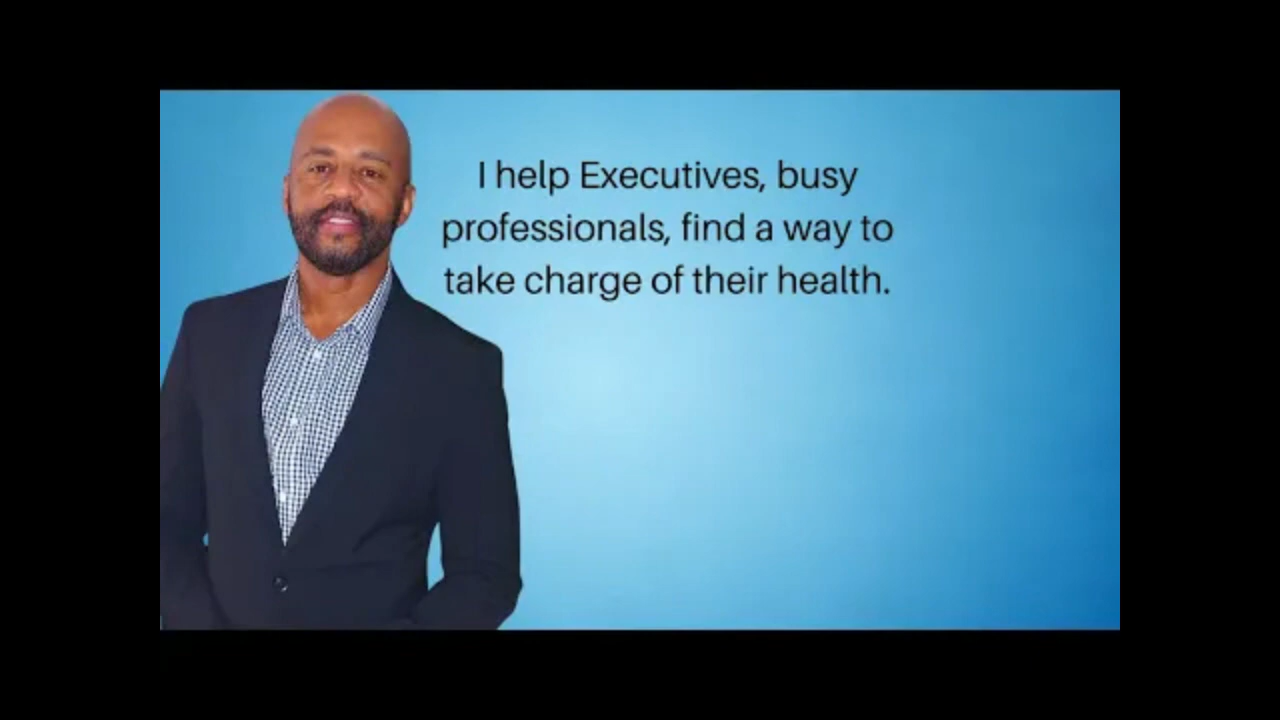 I help Executives, busy
professionals, find a way to
take charge of their health.